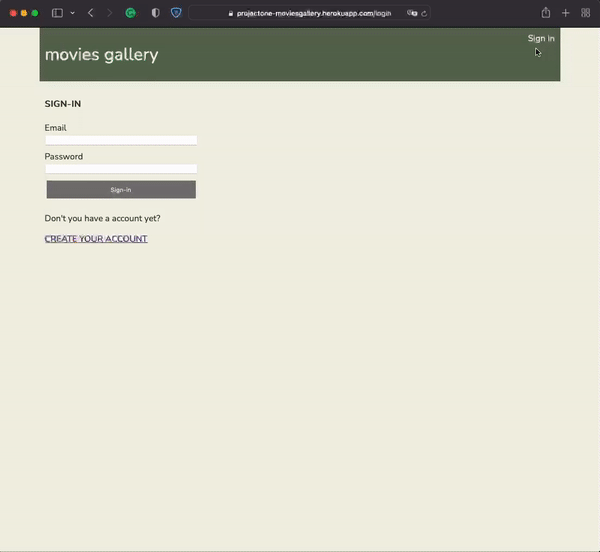 projectone-moviesgallery.herokuapp.com/login
Sign in
movies gallery
SIGN-IN
Email
Password
Sign-in
Don't you have a account yet?
CREATE YOUR ACCOUNT